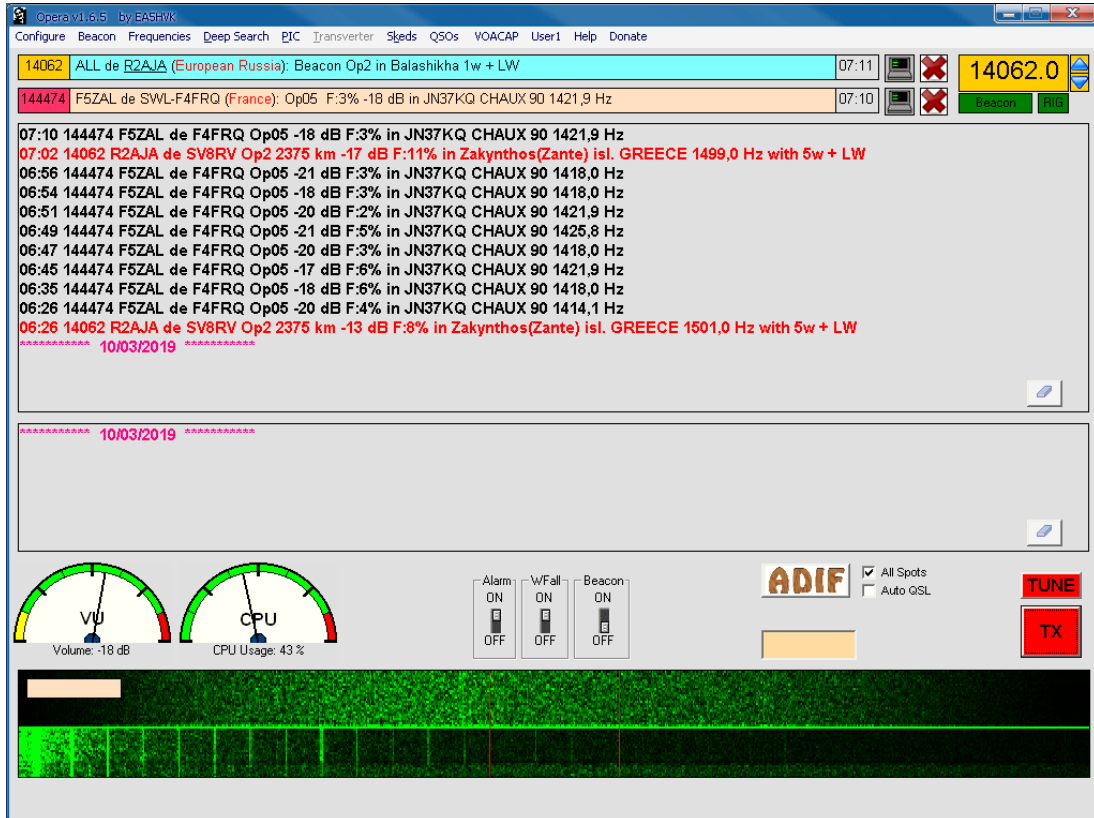 Opera v1.6.5 by EA5HVK
Configure Beacon Frequencies Deep Search PIC Transverter Skeds QSOs VOACAP User1 Help Donate
14062 ALL de R2AJA (European Russia): Beacon Op2 in Balashikha 1w + LW 07:11
14062.0
144474 F5ZAL de SWL-F4FRQ (France): Op05 F:3% -18 dB in JN37KQ CHAUX 90 1421,9 Hz 07:10
Beacon RIG
07:10 144474 F5ZAL de F4FRQ Op05 -18 dB F:3% in JN37KQ CHAUX 90 1421,9 Hz
07:02 14062 R2AJA de SV8RV Op2 2375 km -17 dB F:11% in Zakynthos(Zante) isl. GREECE 1499,0 Hz with 5w + LW
06:56 144474 F5ZAL de F4FRQ Op05 -21 dB F:3% in JN37KQ CHAUX 90 1418,0 Hz
06:54 144474 F5ZAL de F4FRQ Op05 -18 dB F:3% in JN37KQ CHAUX 90 1418,0 Hz
06:51 144474 F5ZAL de F4FRQ Op05 -20 dB F:2% in JN37KQ CHAUX 90 1421,9 Hz
06:49 144474 F5ZAL de F4FRQ Op05 -21 dB F:5% in JN37KQ CHAUX 90 1425,8 Hz
06:47 144474 F5ZAL de F4FRQ Op05 -20 dB F:3% in JN37KQ CHAUX 90 1418,0 Hz
06:45 144474 F5ZAL de F4FRQ Op05 -17 dB F:6% in JN37KQ CHAUX 90 1421,9 Hz
06:35 144474 F5ZAL de F4FRQ Op05 -18 dB F:6% in JN37KQ CHAUX 90 1418,0 Hz
06:26 144474 F5ZAL de F4FRQ Op05 -20 dB F:4% in JN37KQ CHAUX 90 1414,1 Hz
06:26 14062 R2AJA de SV8RV Op2 2375 km -13 dB F:8% in Zakynthos(Zante) isl. GREECE 1501,0 Hz with 5w + LW
*********** 10/03/2019 ***********
*********** 10/03/2019 ***********
VU
Volume: -18 dB
CPU
CPU Usage: 43 %
Alarm WFall Beacon
ON ON ON
OFF OFF OFF
ADIF
All Spots
Auto QSL
TUNE
TX